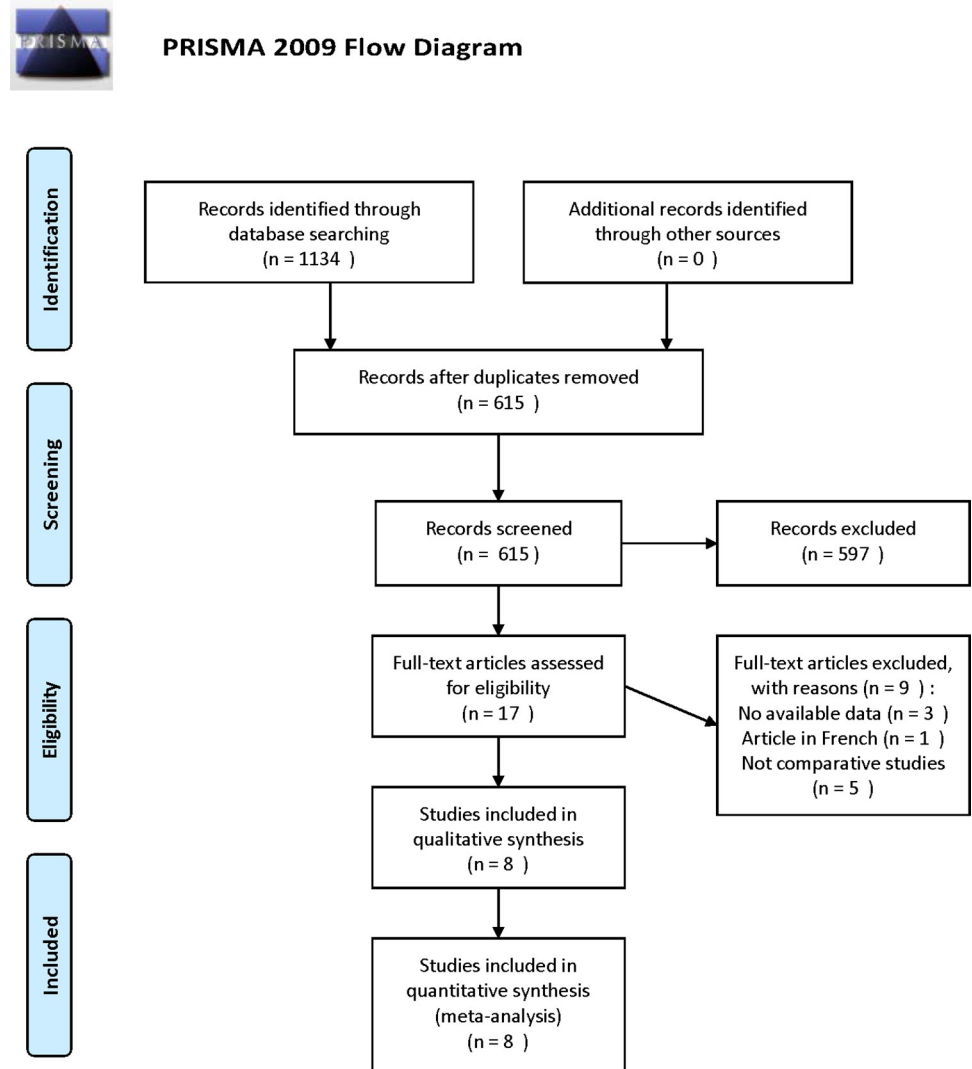 PRISMA
PRISMA 2009 Flow Diagram
Identification
Records identified through
database searching
(n = 1134 )
Additional records identified
through other sources
(n = 0 )
Records after duplicates removed
(n = 615 )
Screening
Records screened
(n = 615)
Records excluded
(n = 597 )
Eligibility
Full-text articles assessed
for eligibility
(n = 17 )
Full-text articles excluded,
with reasons (n = 9 ) :
No available data (n = 3 )
Article in French (n = 1 )
Not comparative studies
(n = 5 )
Studies included in
qualitative synthesis
(n = 8 )
Included
Studies included in
quantitative synthesis
(meta-analysis)
(n = 8 )